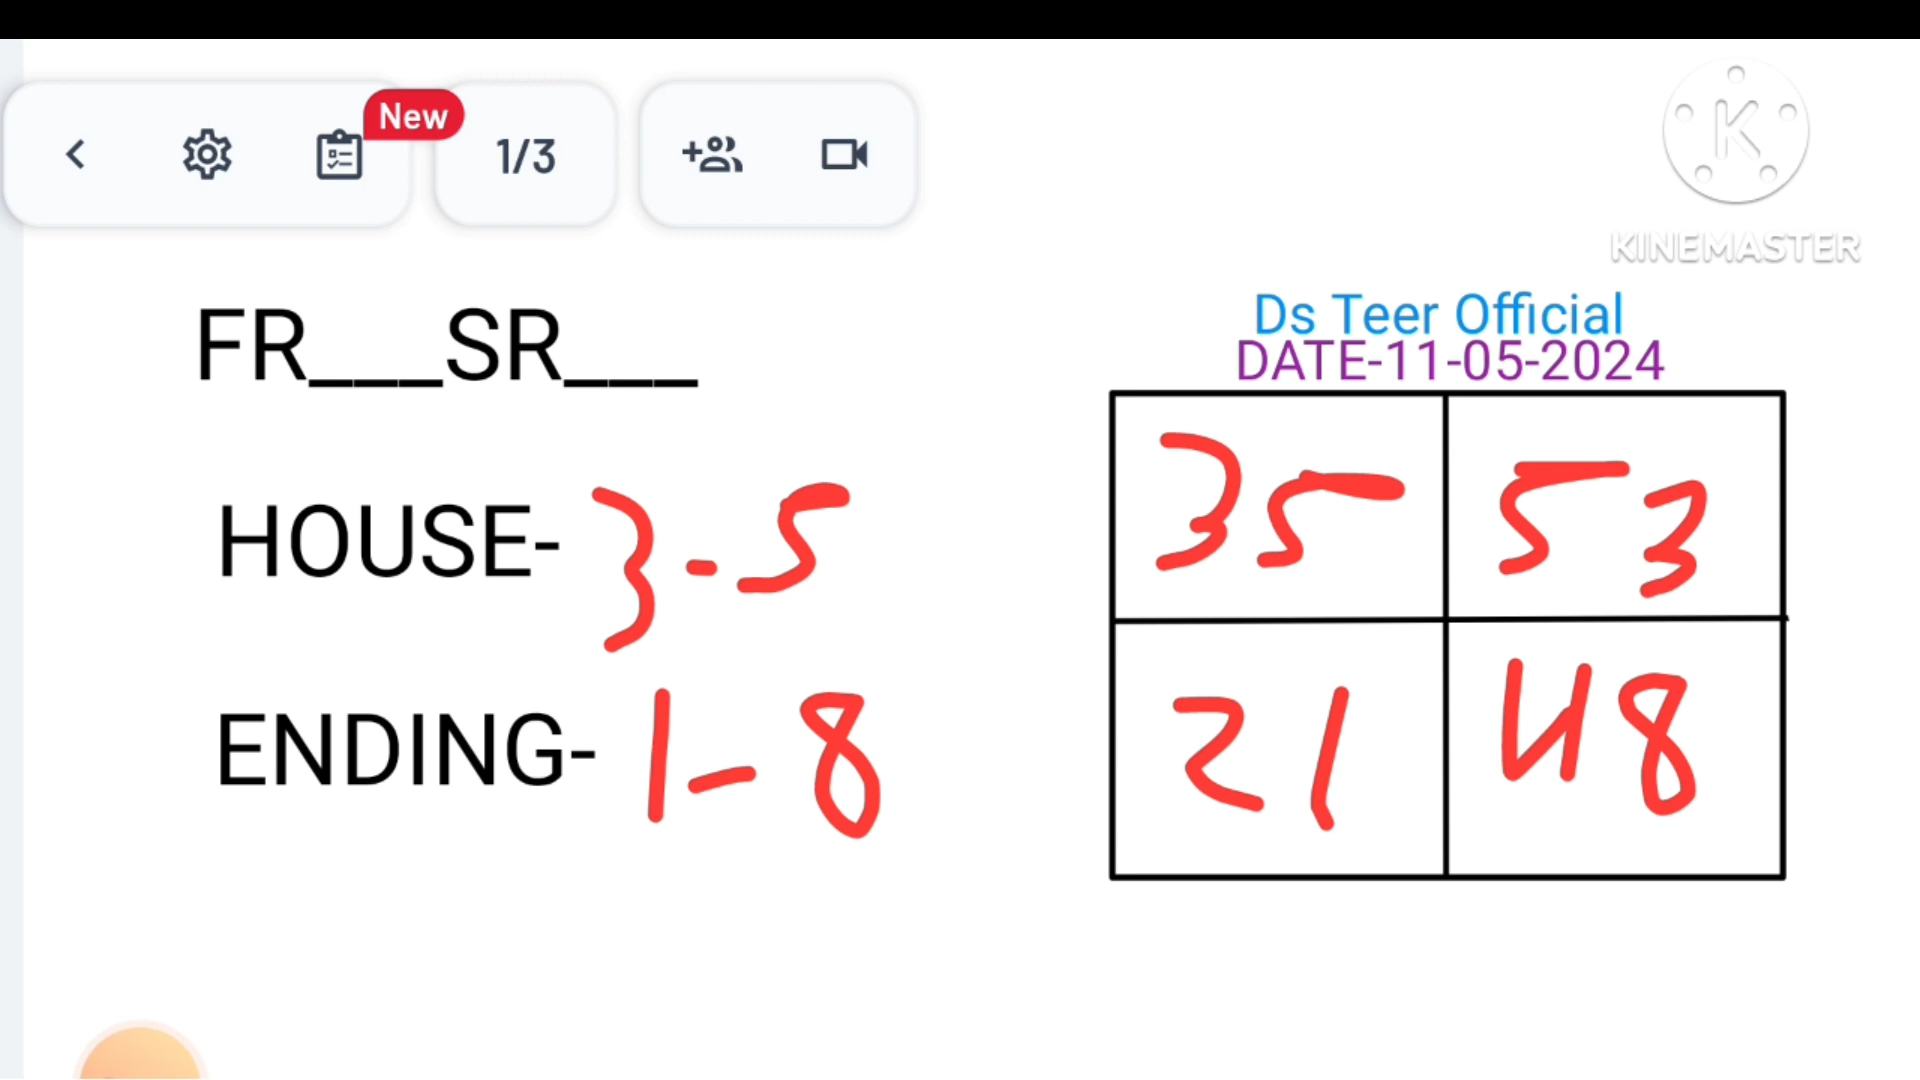 New
1/3
K
KINEMASTER
FR___SR___
Ds Teer Official
DATE-11-05-2024
HOUSE-3-5
ENDING-1-8
35 53
21 48